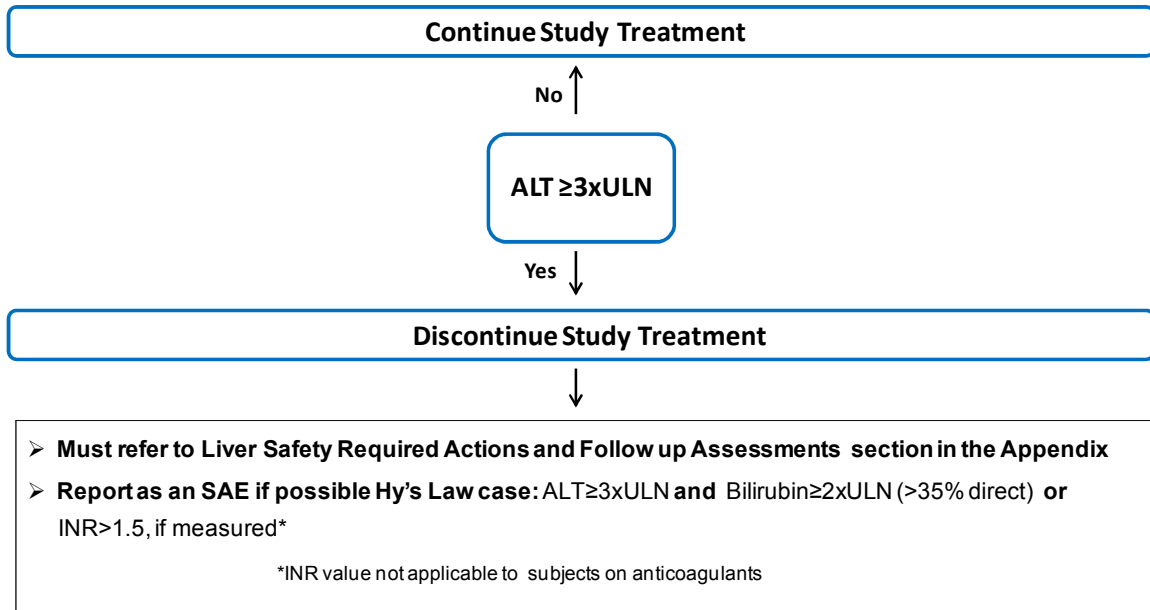 Continue Study Treatment
No
ALT ≥3xULN
Yes
Discontinue Study Treatment
➢ Must refer to Liver Safety Required Actions and Follow up Assessments section in the Appendix
➢ Report as an SAE if possible Hy's Law case: ALT≥3xULN and Bilirubin≥2xULN (>35% direct) or
INR>1.5, if measured*
*INR value not applicable to subjects on anticoagulants